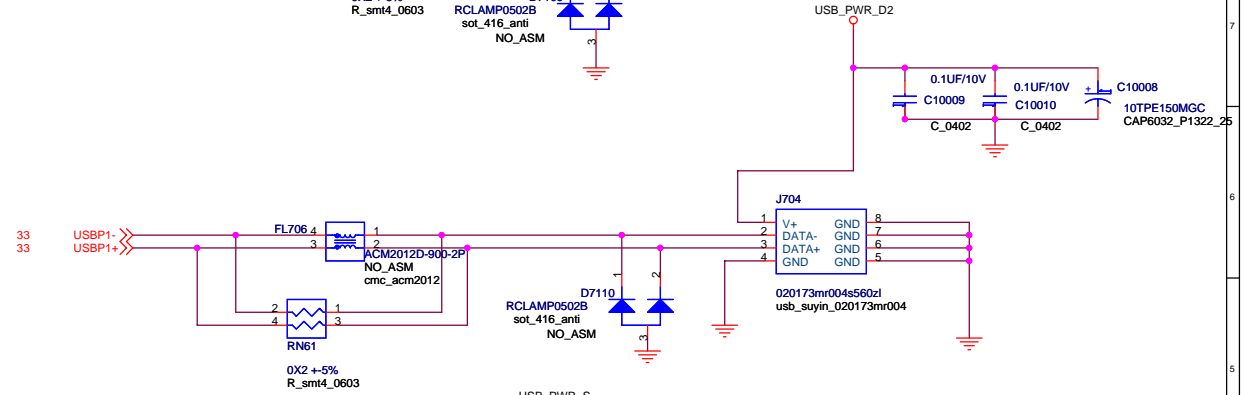 R_smt4_0603
RCLAMP0502B
sot_416_anti
NO_ASM
3
USB_PWR_D2
7
0.1UF/10V
C10009
C_0402
0.1UF/10V
C10010
C_0402
+
C10008
10TPE150MGC
CAP6032_P1322_25
6
33 USBP1-
33 USBP1+
FL706
4 1
3 2
ACM2012D-900-2P
NO_ASM
cmc_acm2012
2 1
4 3
RN61
0X2 +-5%
R_smt4_0603
1
2
D7110
RCLAMP0502B
sot_416_anti
NO_ASM
3
J704
1 V+ GND 8
2 DATA- GND 7
3 DATA+ GND 6
4 GND GND 5
020173mr004s560zl
usb_suyin_020173mr004
5